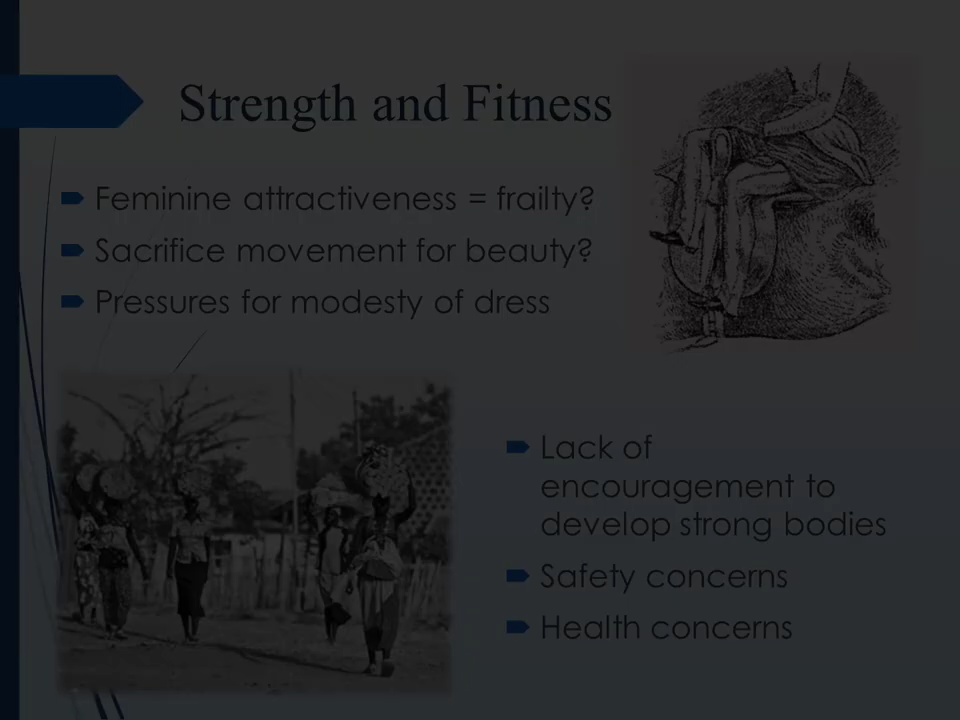 Strength and Fitness
Feminine attractiveness = frailty?
Sacrifice movement for beauty?
Pressures for modesty of dress
Lack of
encouragement to
develop strong bodies
Safety concerns
Health concerns